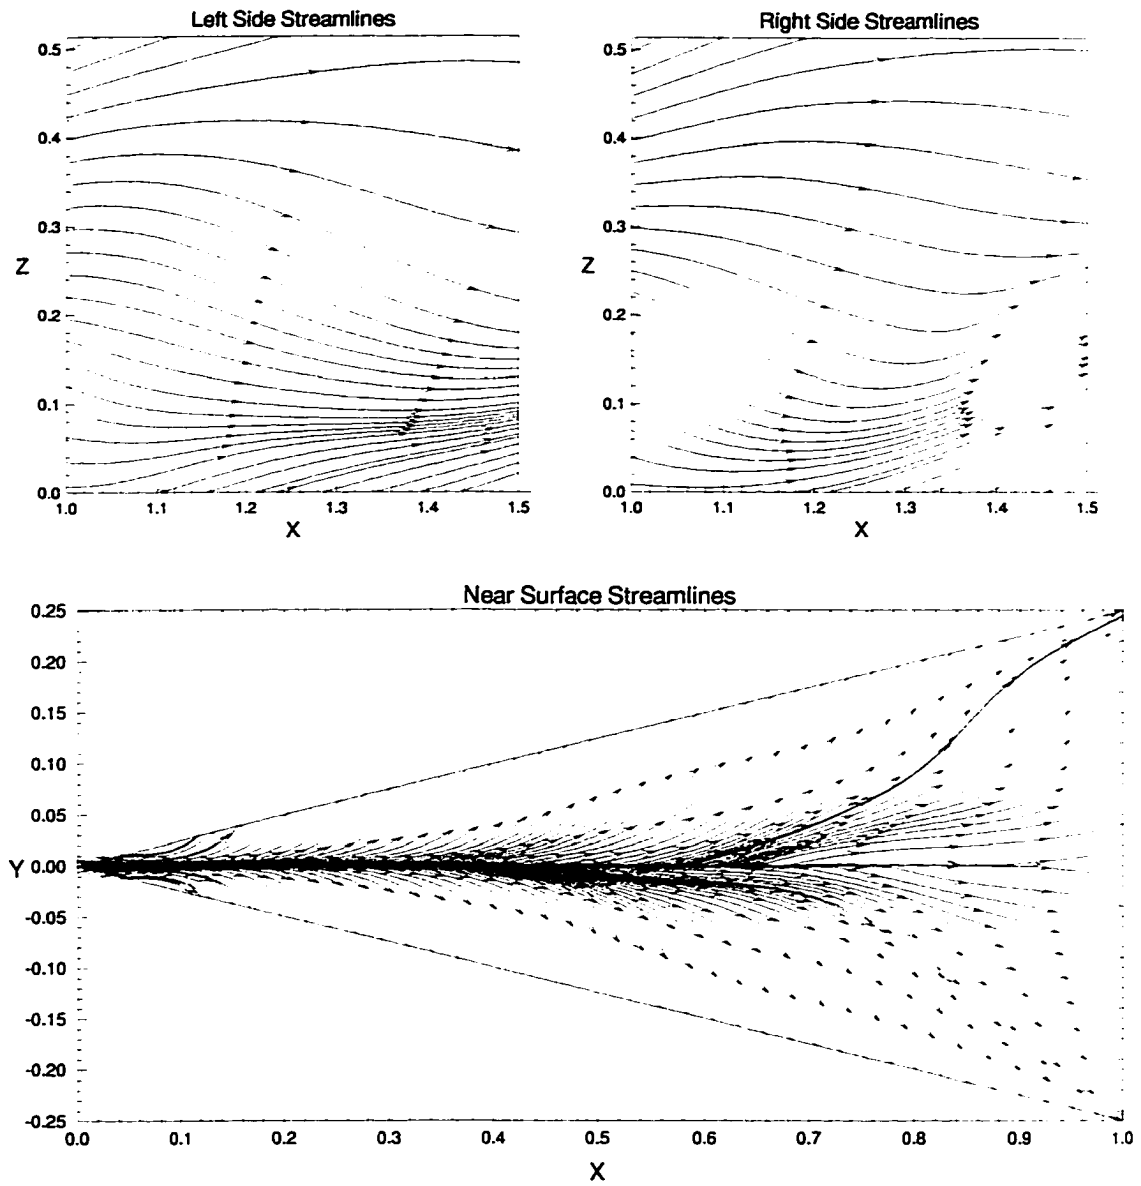 Left Side Streamlines
0.5
0.4
0.3
Z
0.2
0.1
0.0
1.0 1.1 1.2 1.3 1.4 1.5
X
Right Side Streamlines
0.5
0.4
0.3
Z
0.2
0.1
0.0
1.0 1.1 1.2 1.3 1.4 1.5
X
Near Surface Streamlines
0.25
0.20
0.15
0.10
0.05
Y 0.00
-0.05
-0.10
-0.15
-0.20
-0.25
0.0 0.1 0.2 0.3 0.4 0.5 0.6 0.7 0.8 0.9 1.0
X